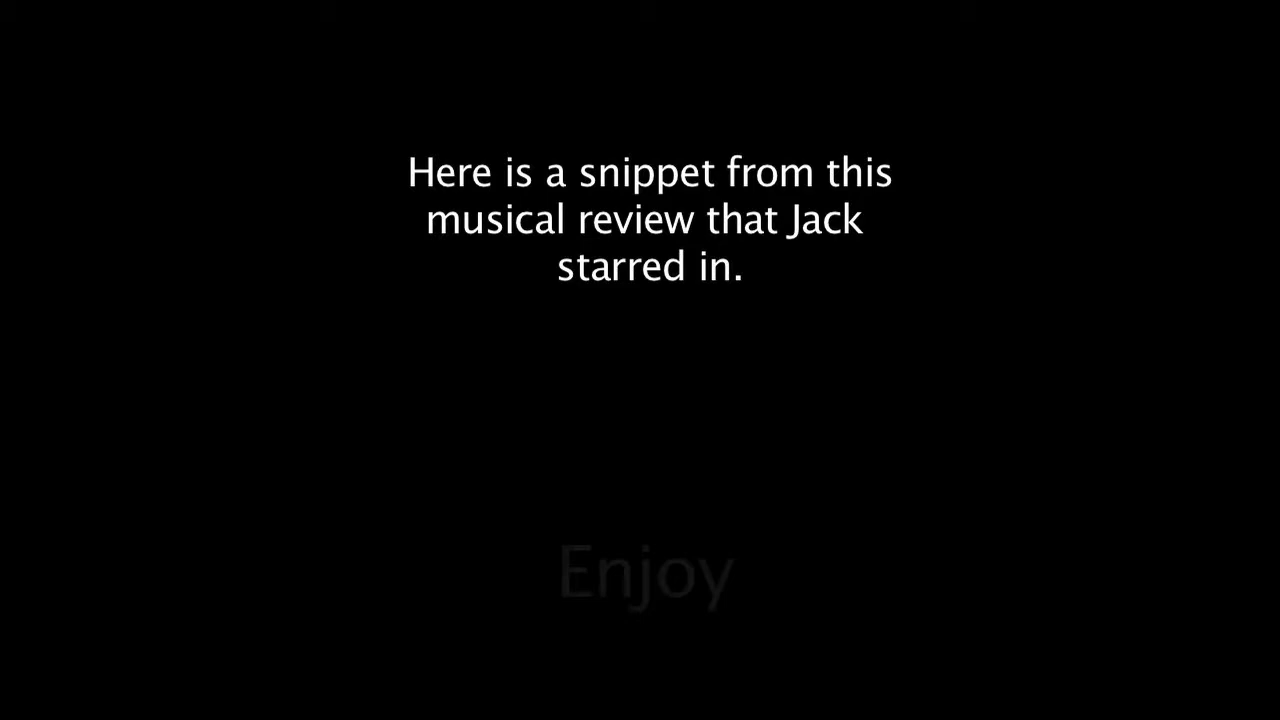 Here is a snippet from this
musical review that Jack
starred in.
Enjoy